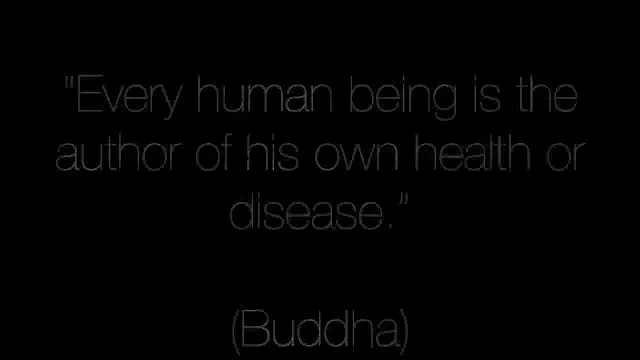 "Every human being is the
author of his own health or
disease.”
(Buddha)